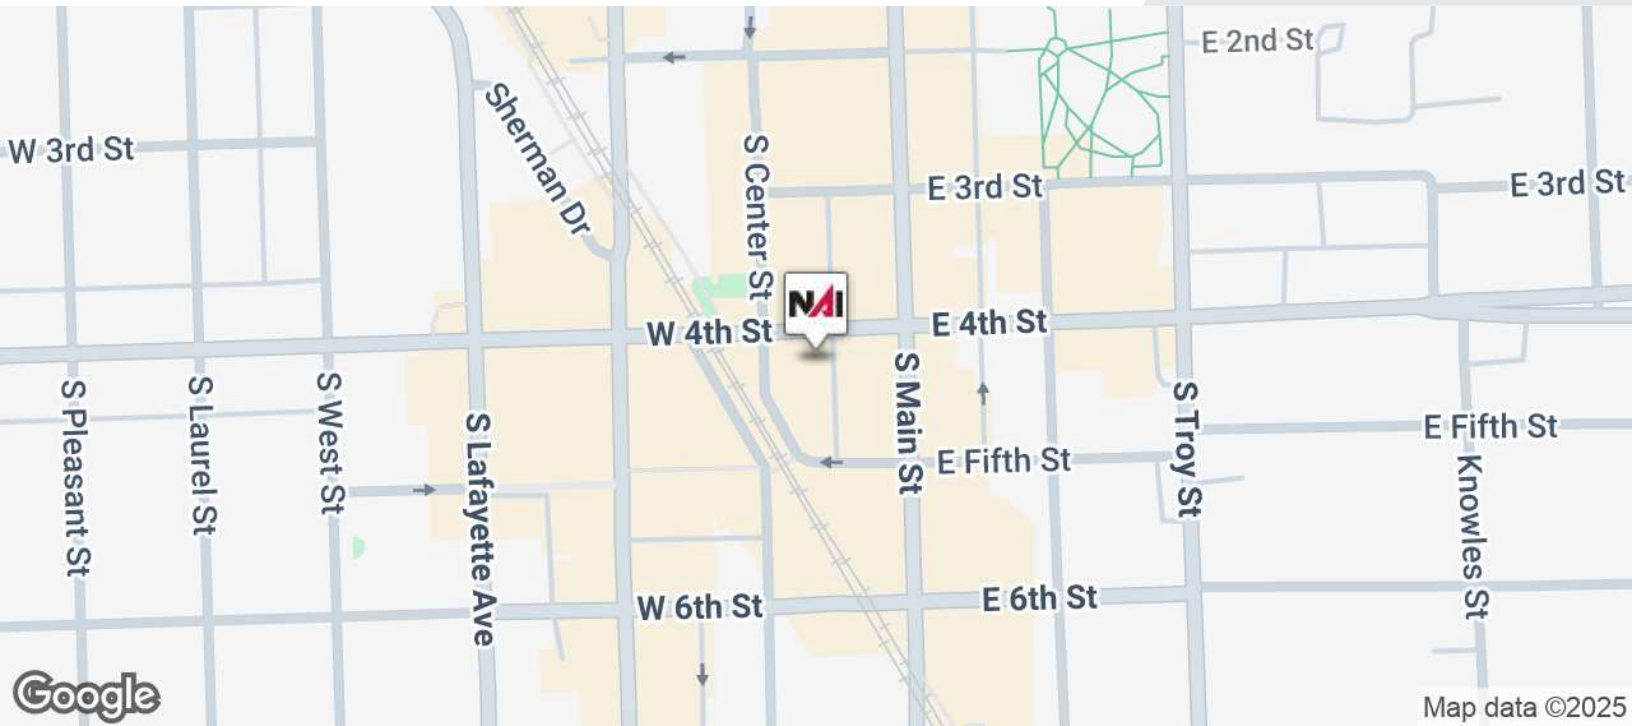 E 2nd St
W 3rd St
Sherman Dr
S Center St
E 3rd St
E 3rd St
NAI
W 4th St
E 4th St
S Pleasant St
S Laurel St
S West St
S Lafayette Ave
S Main St
S Troy St
E Fifth St
E Fifth St
Knowles St
W 6th St
E 6th St
Google
Map data ©2025